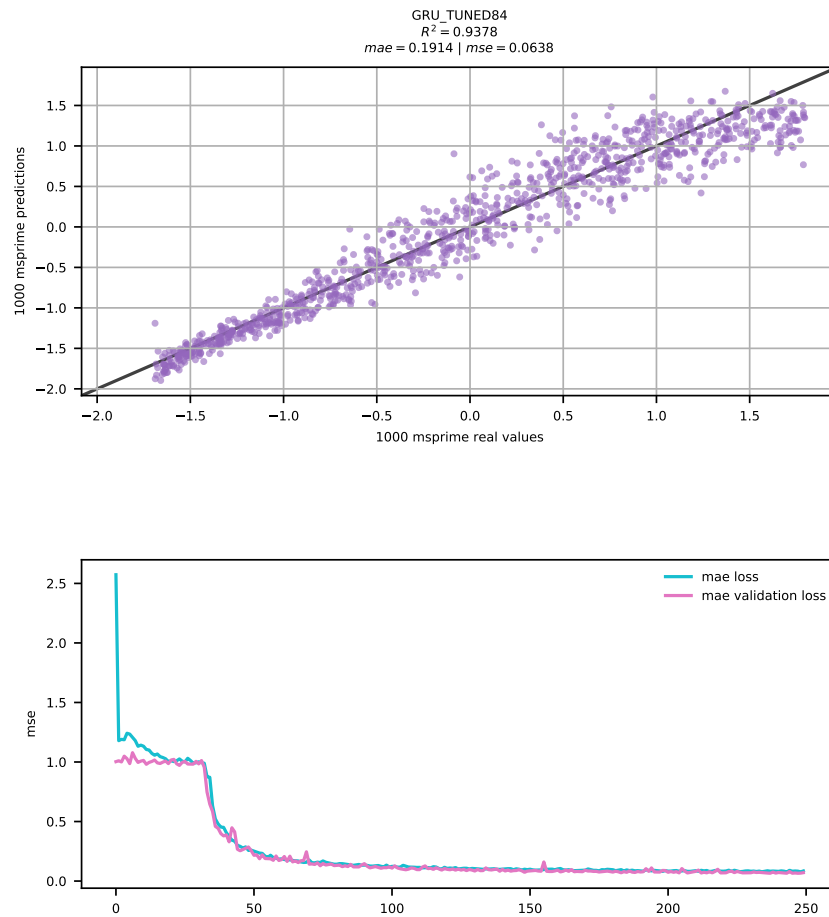 GRU_TUNED84
R² = 0.9378
mae = 0.1914 | mse = 0.0638
1000 msprime predictions
1.5
1.0
0.5
0.0
−0.5
−1.0
−1.5
−2.0
−2.0 −1.5 −1.0 −0.5 0.0 0.5 1.0 1.5
1000 msprime real values
mse
2.5
2.0
1.5
1.0
0.5
0.0
mae loss
mae validation loss
0 50 100 150 200 250